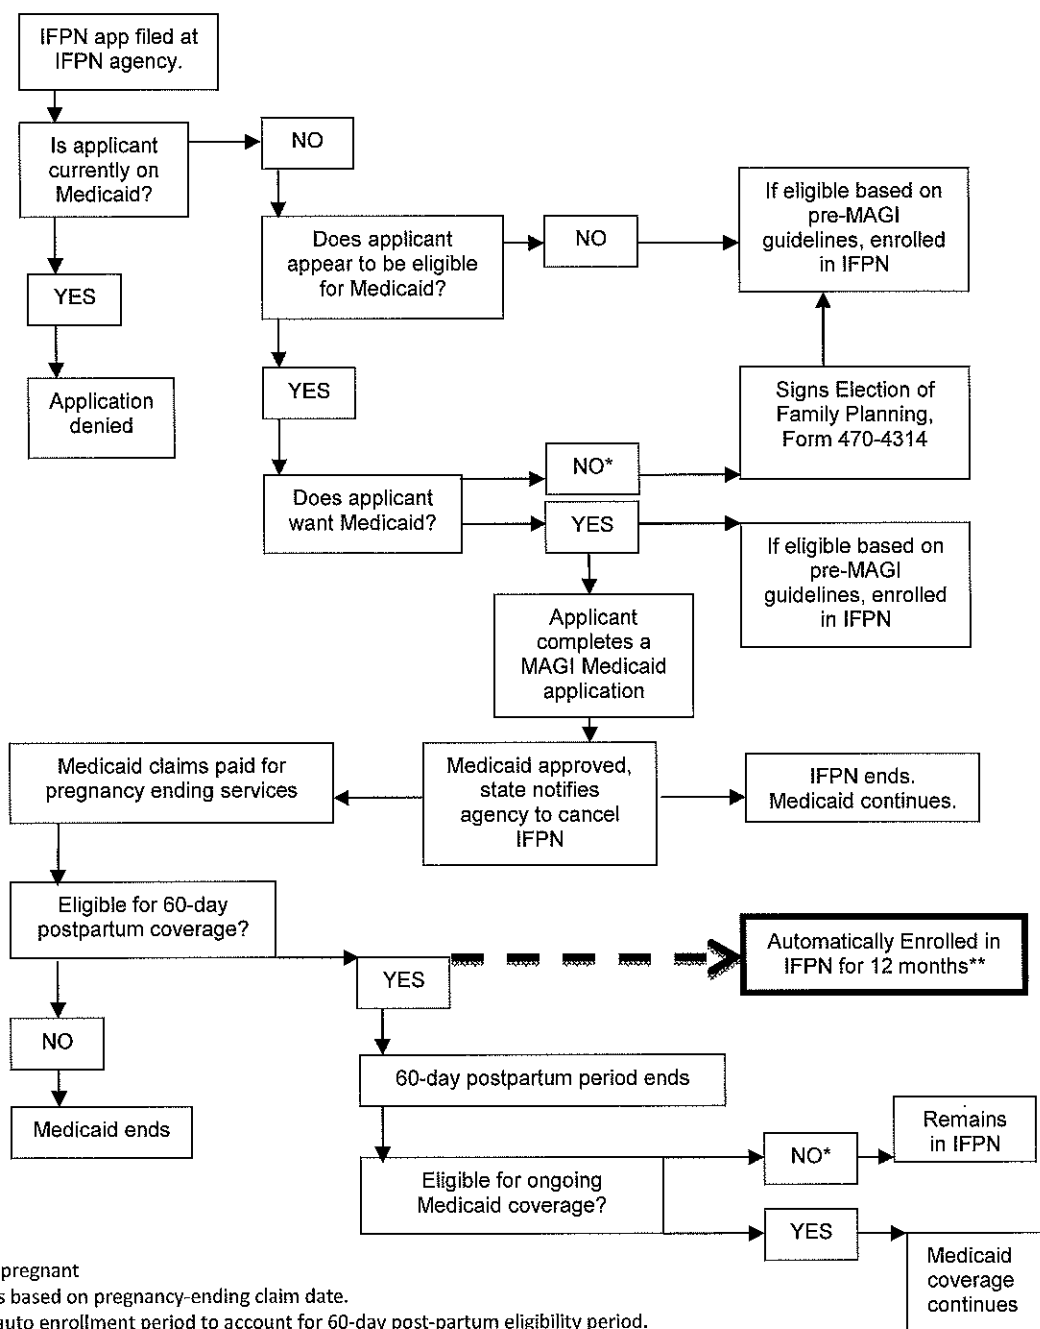 IFPN app filed at
IFPN agency.
Is applicant
currently on
Medicaid?
NO
YES
Application
denied
Does applicant
appear to be eligible
for Medicaid?
NO
If eligible based on
pre-MAGI
guidelines, enrolled
in IFPN
YES
Signs Election of
Family Planning,
Form 470-4314
Does applicant
want Medicaid?
NO*
YES
If eligible based on
pre-MAGI
guidelines, enrolled
in IFPN
Applicant
completes a
MAGI Medicaid
application
Medicaid approved,
state notifies
agency to cancel
IFPN
IFPN ends.
Medicaid continues.
Medicaid claims paid for
pregnancy ending services
Eligible for 60-day
postpartum coverage?
YES
Automatically Enrolled in
IFPN for 12 months**
NO
Medicaid ends
60-day postpartum period ends
Eligible for ongoing
Medicaid coverage?
NO*
Remains
in IFPN
YES
Medicaid
coverage
continues
pregnant
s based on pregnancy-ending claim date.
auto enrollment period to account for 60-day post-partum eligibility period.